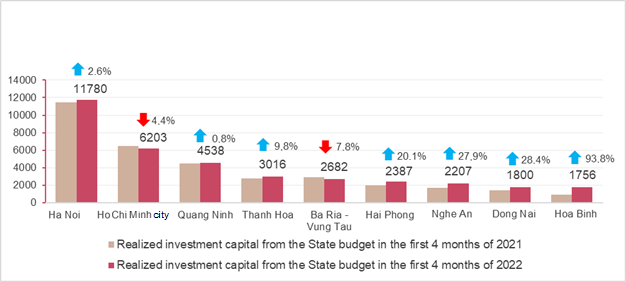 2.6%
4,4%
0,8%
9,8%
7,8%
20.1%
27,9%
28.4%
93,8%
11780
6203
4538
3016
2682
2387
2207
1800
1756
14000
12000
10000
8000
6000
4000
2000
0
Ha Noi
Ho Chi Minh city
Quang Ninh
Thanh Hoa
Ba Ria -
Vung Tau
Hai Phong
Nghe An
Dong Nai
Hoa Binh
Realized investment capital from the State budget in the first 4 months of 2021
Realized investment capital from the State budget in the first 4 months of 2022